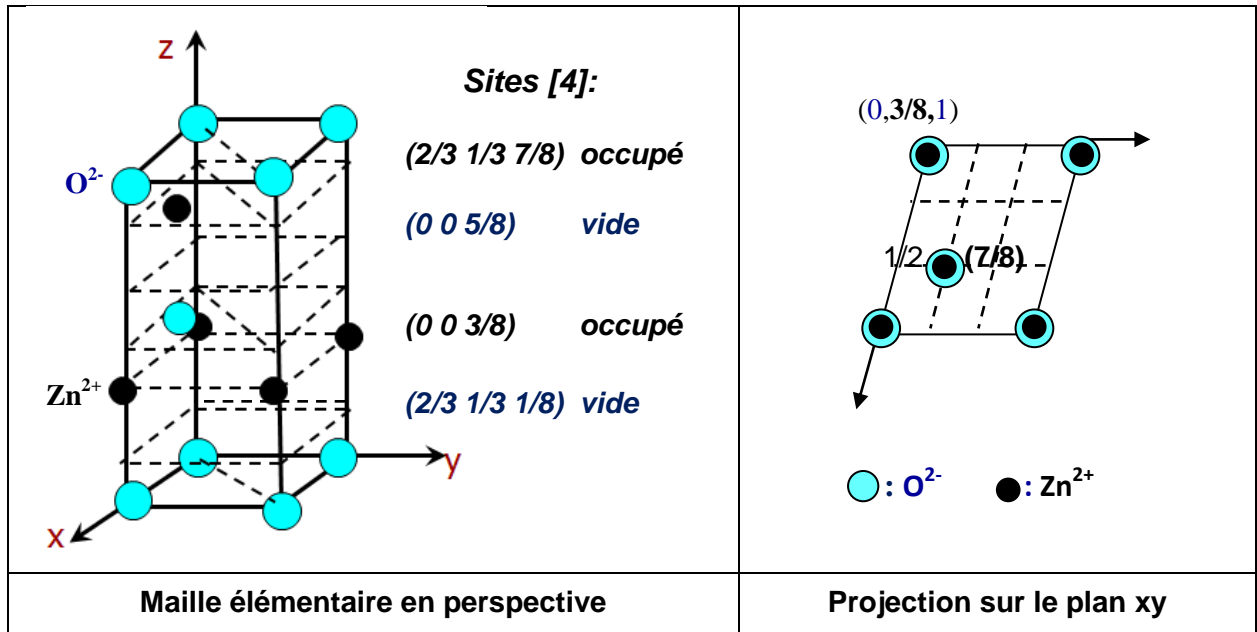 z
Sites [4]:
(2/3 1/3 7/8) occupé
O²⁻
(0 0 5/8) vide
(0 0 3/8) occupé
Zn²⁺
(2/3 1/3 1/8) vide
y
x
Maille élémentaire en perspective
(0,3/8,1)
1/2 (7/8)
: O²⁻ : Zn²⁺
Projection sur le plan xy